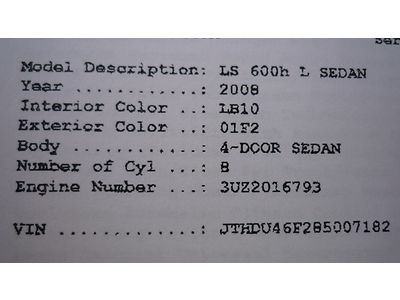 Ser
Model Description: LS 600h L SEDAN
Year ............: 2008
Interior Color ..: LB10
Exterior Color ..: 01F2
Body ............: 4-DOOR SEDAN
Number of Cyl ...: 8
Engine Number ...: 3UZ2016793
VIN .............: JTHDU46F285007182